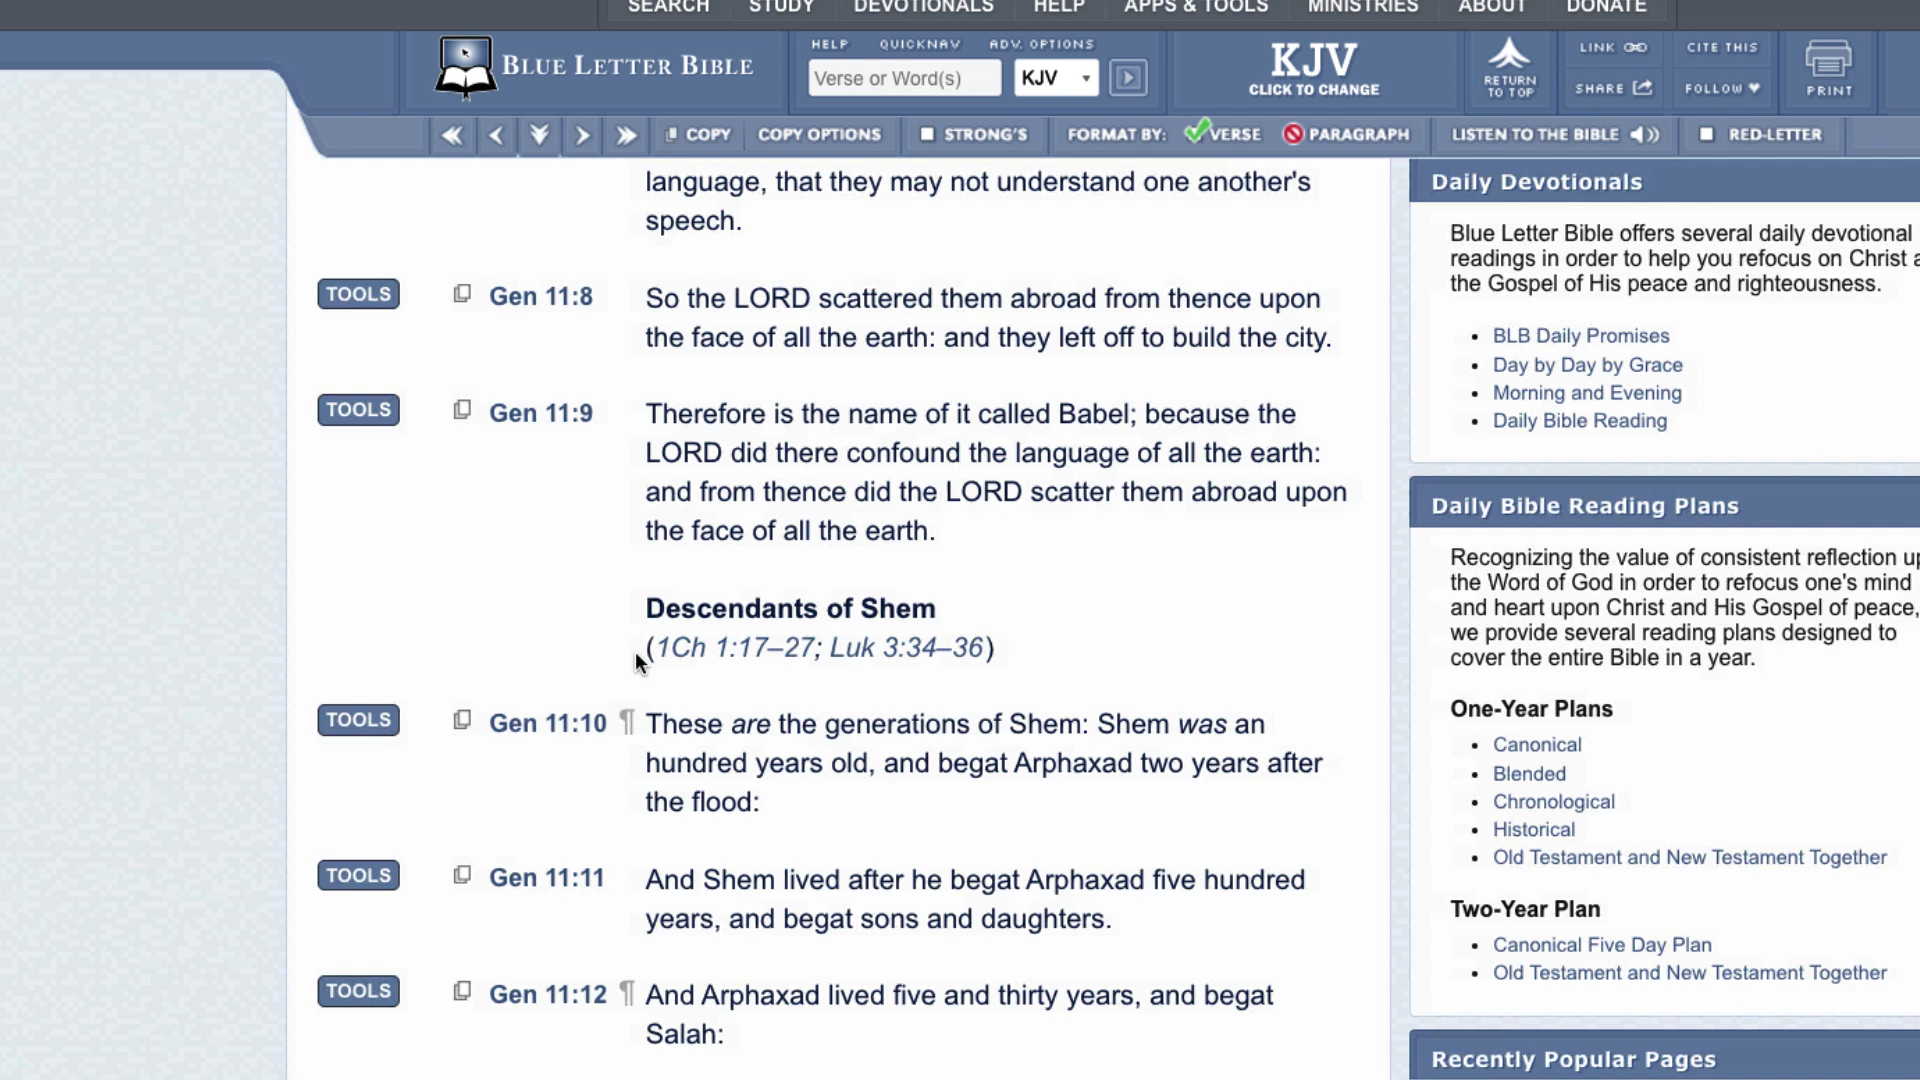 SEARCH STUDY DEVOTIONALS HELP APPS & TOOLS MINISTRIES ABOUT DONATE
BLUE LETTER BIBLE
HELP QUICKNAV ADV. OPTIONS
Verse or Word(s) KJV
KJV
CLICK TO CHANGE
RETURN
TO TOP
LINK
SHARE
CITE THIS
FOLLOW
PRINT
COPY COPY OPTIONS STRONG'S FORMAT BY: VERSE PARAGRAPH LISTEN TO THE BIBLE RED-LETTER
language, that they may not understand one another's
speech.
TOOLS Gen 11:8 So the LORD scattered them abroad from thence upon
the face of all the earth: and they left off to build the city.
TOOLS Gen 11:9 Therefore is the name of it called Babel; because the
LORD did there confound the language of all the earth:
and from thence did the LORD scatter them abroad upon
the face of all the earth.
Descendants of Shem
(1Ch 1:17–27; Luk 3:34–36)
TOOLS Gen 11:10 ¶ These are the generations of Shem: Shem was an
hundred years old, and begat Arphaxad two years after
the flood:
TOOLS Gen 11:11 And Shem lived after he begat Arphaxad five hundred
years, and begat sons and daughters.
TOOLS Gen 11:12 ¶ And Arphaxad lived five and thirty years, and begat
Salah:
Daily Devotionals
Blue Letter Bible offers several daily devotional
readings in order to help you refocus on Christ
the Gospel of His peace and righteousness.
• BLB Daily Promises
• Day by Day by Grace
• Morning and Evening
• Daily Bible Reading
Daily Bible Reading Plans
Recognizing the value of consistent reflection
the Word of God in order to refocus one's mind
and heart upon Christ and His Gospel of peace,
we provide several reading plans designed to
cover the entire Bible in a year.
One-Year Plans
• Canonical
• Blended
• Chronological
• Historical
• Old Testament and New Testament Together
Two-Year Plan
• Canonical Five Day Plan
• Old Testament and New Testament Together
Recently Popular Pages